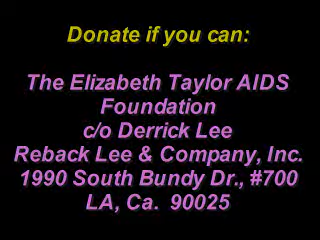 Donate if you can:
The Elizabeth Taylor AIDS
Foundation
c/o Derrick Lee
Reback Lee & Company, Inc.
1990 South Bundy Dr., #700
LA, Ca. 90025